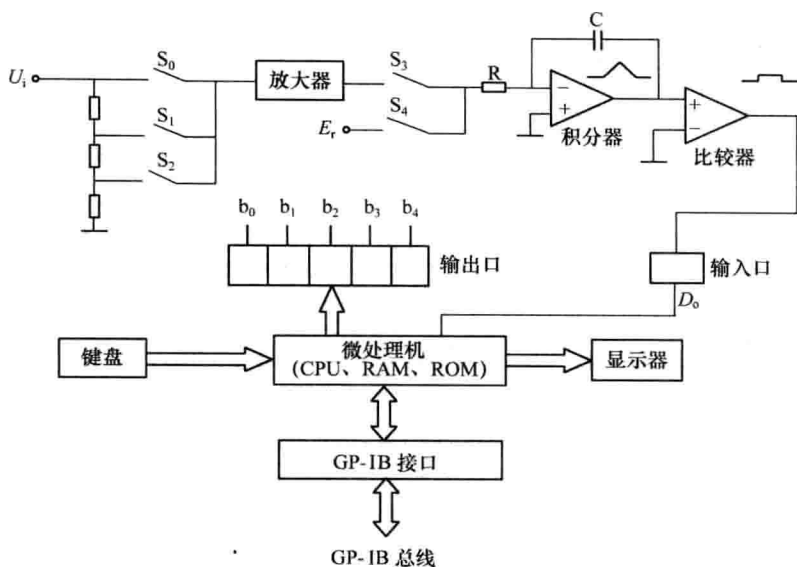 Uᵢ
S₀
S₁
S₂
放大器
S₃
S₄
Eᵣ
R
C
−
+
积分器
+
−
比较器
b₀ b₁ b₂ b₃ b₄
输出口
输入口
Dₒ
键盘
微处理机
(CPU、RAM、ROM)
显示器
GP-IB 接口
GP-IB 总线